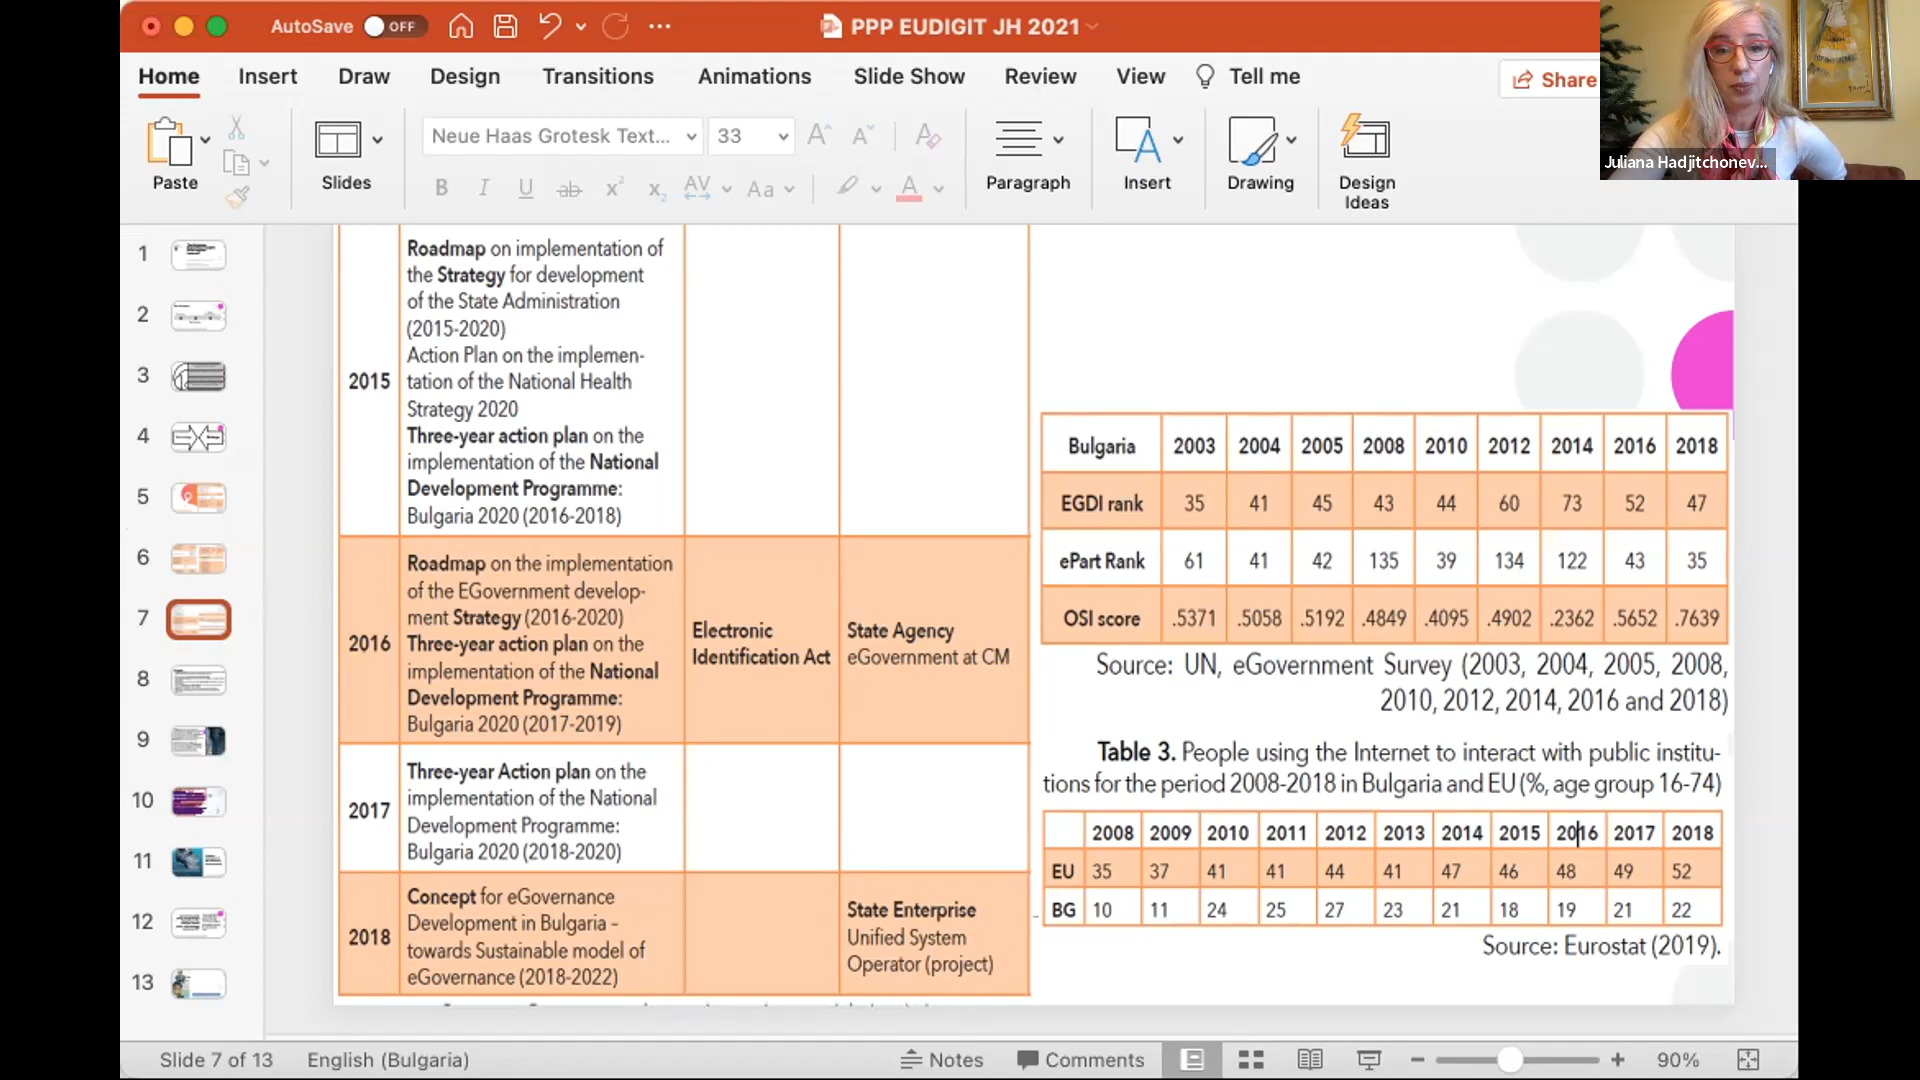 AutoSave OFF
PPP EUDIGIT JH 2021
Home Insert Draw Design Transitions Animations Slide Show Review View Tell me Share
Juliana Hadjitchonev...
Neue Haas Grotesk Text... 33
Paste Slides Paragraph Insert Drawing Design
Ideas
1
2
3
4
5
6
7
8
9
10
11
12
13
2015
Roadmap on implementation of
the Strategy for development
of the State Administration
(2015-2020)
Action Plan on the implemen-
tation of the National Health
Strategy 2020
Three-year action plan on the
implementation of the National
Development Programme:
Bulgaria 2020 (2016-2018)
2016
Roadmap on the implementation
of the EGovernment develop-
ment Strategy (2016-2020)
Three-year action plan on the
implementation of the National
Development Programme:
Bulgaria 2020 (2017-2019)
Electronic
Identification Act
State Agency
eGovernment at CM
2017
Three-year Action plan on the
implementation of the National
Development Programme:
Bulgaria 2020 (2018-2020)
2018
Concept for eGovernance
Development in Bulgaria –
towards Sustainable model of
eGovernance (2018-2022)
State Enterprise
Unified System
Operator (project)
Bulgaria 2003 2004 2005 2008 2010 2012 2014 2016 2018
EGDI rank 35 41 45 43 44 60 73 52 47
ePart Rank 61 41 42 135 39 134 122 43 35
OSI score .5371 .5058 .5192 .4849 .4095 .4902 .2362 .5652 .7639
Source: UN, eGovernment Survey (2003, 2004, 2005, 2008,
2010, 2012, 2014, 2016 and 2018)
Table 3. People using the Internet to interact with public institu-
tions for the period 2008-2018 in Bulgaria and EU (%, age group 16-74)
2008 2009 2010 2011 2012 2013 2014 2015 2016 2017 2018
EU 35 37 41 41 44 41 47 46 48 49 52
BG 10 11 24 25 27 23 21 18 19 21 22
Source: Eurostat (2019).
Slide 7 of 13 English (Bulgaria) Notes Comments 90%